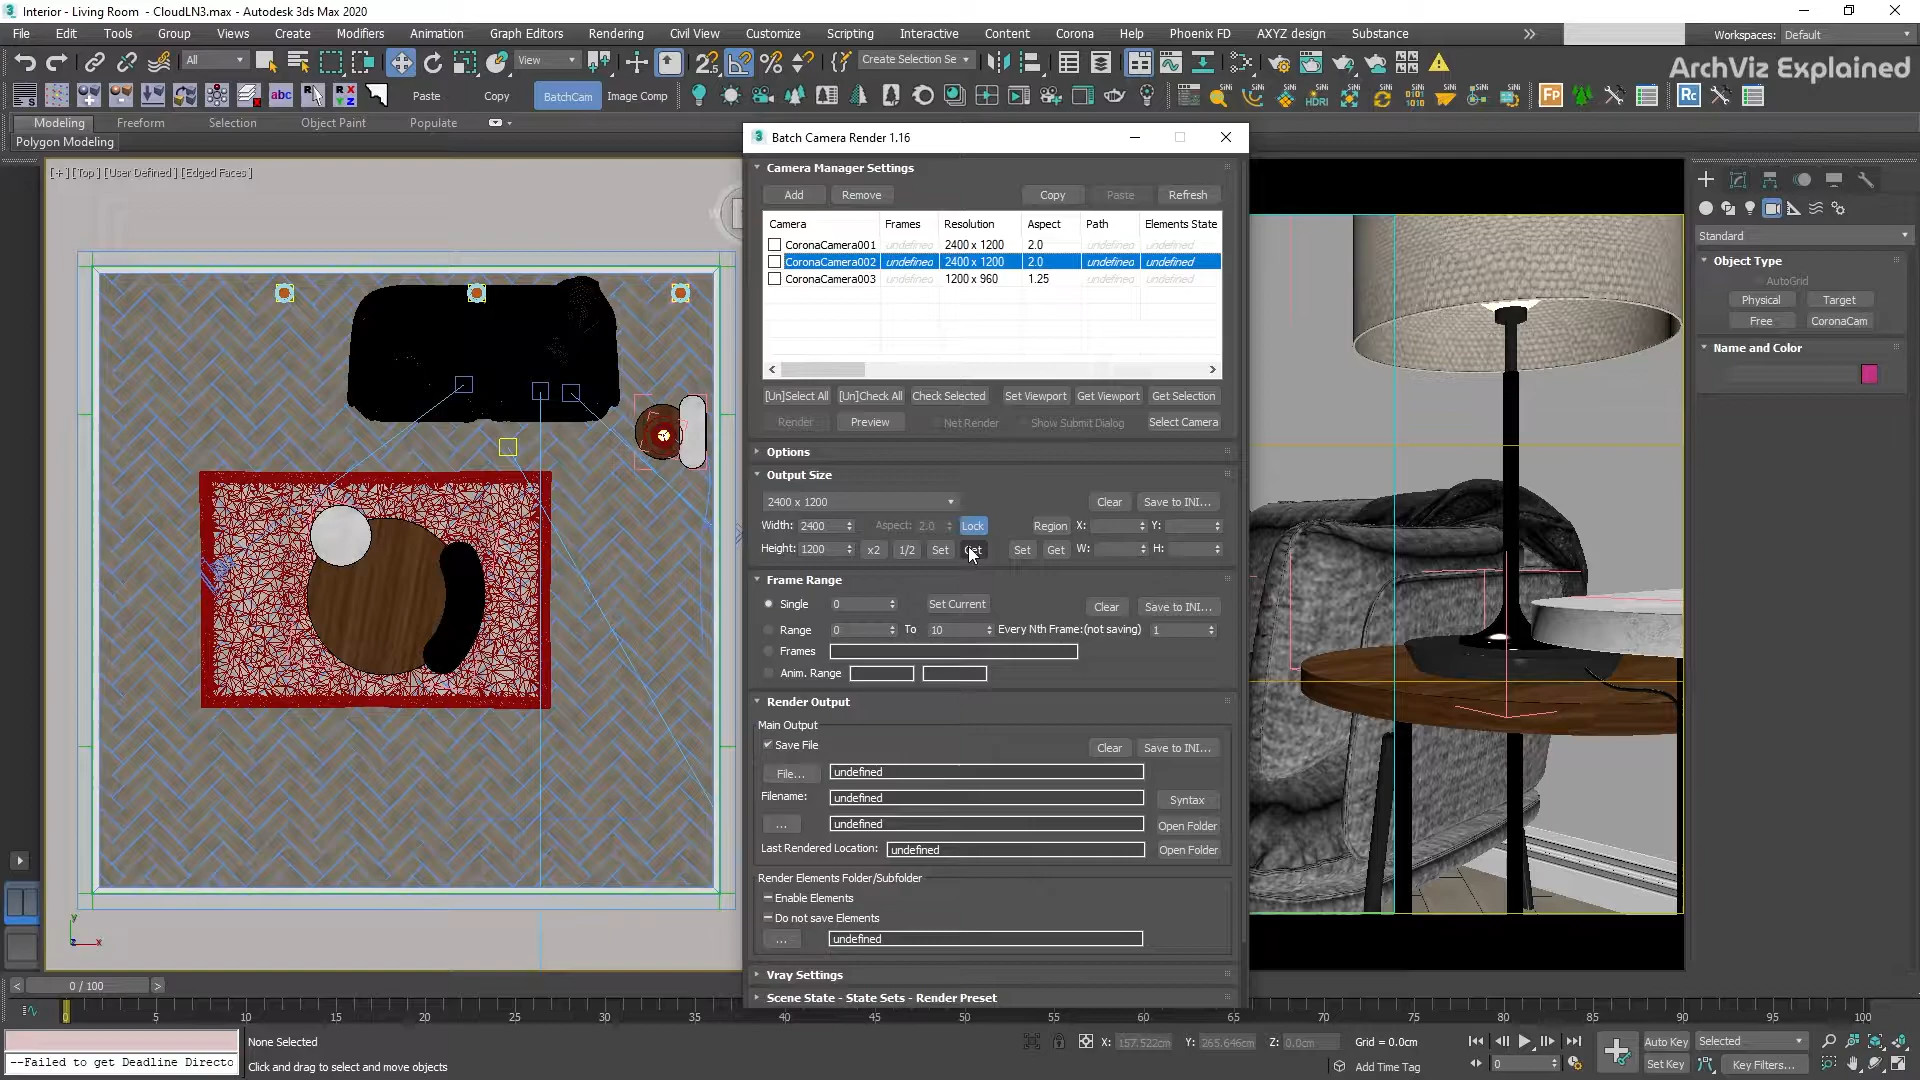 Interior - Living Room - CloudLN3.max - Autodesk 3ds Max 2020
File Edit Tools Group Views Create Modifiers Animation Graph Editors Rendering Civil View Customize Scripting Interactive Content Corona Help Phoenix FD AXYZ design Substance Workspaces: Default
All View Create Selection Se
ArchViz Explained
abc Paste Copy BatchCam Image Comp
Modeling Freeform Selection Object Paint Populate
Polygon Modeling
[+] [Top] [User Defined] [Edged Faces]
Batch Camera Render 1.16
Camera Manager Settings
Add Remove Copy Paste Refresh
Camera Frames Resolution Aspect Path Elements State
CoronaCamera001 undefined 2400 x 1200 2.0 undefined undefined
CoronaCamera002 undefined 2400 x 1200 2.0 undefined undefined
CoronaCamera003 undefined 1200 x 960 1.25 undefined undefined
[Un]Select All [Un]Check All Check Selected Set Viewport Get Viewport Get Selection
Render Preview Net Render Show Submit Dialog Select Camera
Options
Output Size
2400 x 1200 Clear Save to INI...
Width: 2400 Aspect: 2.0 Lock Region X: Y:
Height: 1200 x2 1/2 Set Set Get W: H:
Frame Range
Single 0 Set Current Clear Save to INI...
Range 0 To 10 Every Nth Frame:(not saving) 1
Frames
Anim. Range
Render Output
Main Output
Save File Clear Save to INI...
File... undefined
Filename: undefined Syntax
... undefined Open Folder
Last Rendered Location: undefined Open Folder
Render Elements Folder/Subfolder
Enable Elements
Do not save Elements
... undefined
Vray Settings
Scene State - State Sets - Render Preset
Standard
Object Type
AutoGrid
Physical Target
Free CoronaCam
Name and Color
0 / 100
0 5 10 15 20 25 30 35 40 45 50 55 60 65 70 75 80 85 90 95 100
None Selected X: 157.522cm Y: 265.646cm Z: 0.0cm Grid = 0.0cm Auto Key Selected
--Failed to get Deadline Directo Click and drag to select and move objects Add Time Tag 0 Set Key Key Filters...